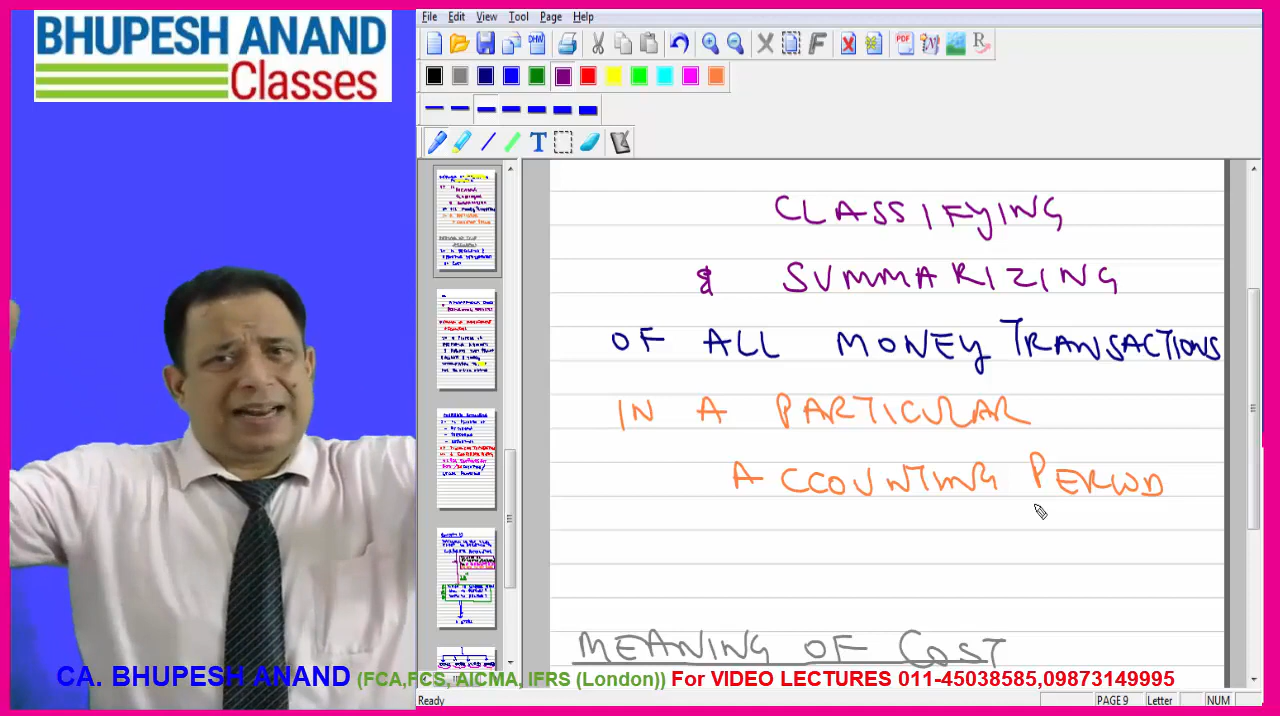 BHUPESH ANAND
Classes
File Edit View Tool Page Help
CLASSIFYING
& SUMMARIZING
OF ALL MONEY TRANSACTIONS
IN A PARTICULAR
ACCOUNTING PERIOD
MEANING OF COST
CA. BHUPESH ANAND (FCA,FCS, AICMA, IFRS (London)) For VIDEO LECTURES 011-45038585,09873149995
Ready PAGE 9 Letter NUM